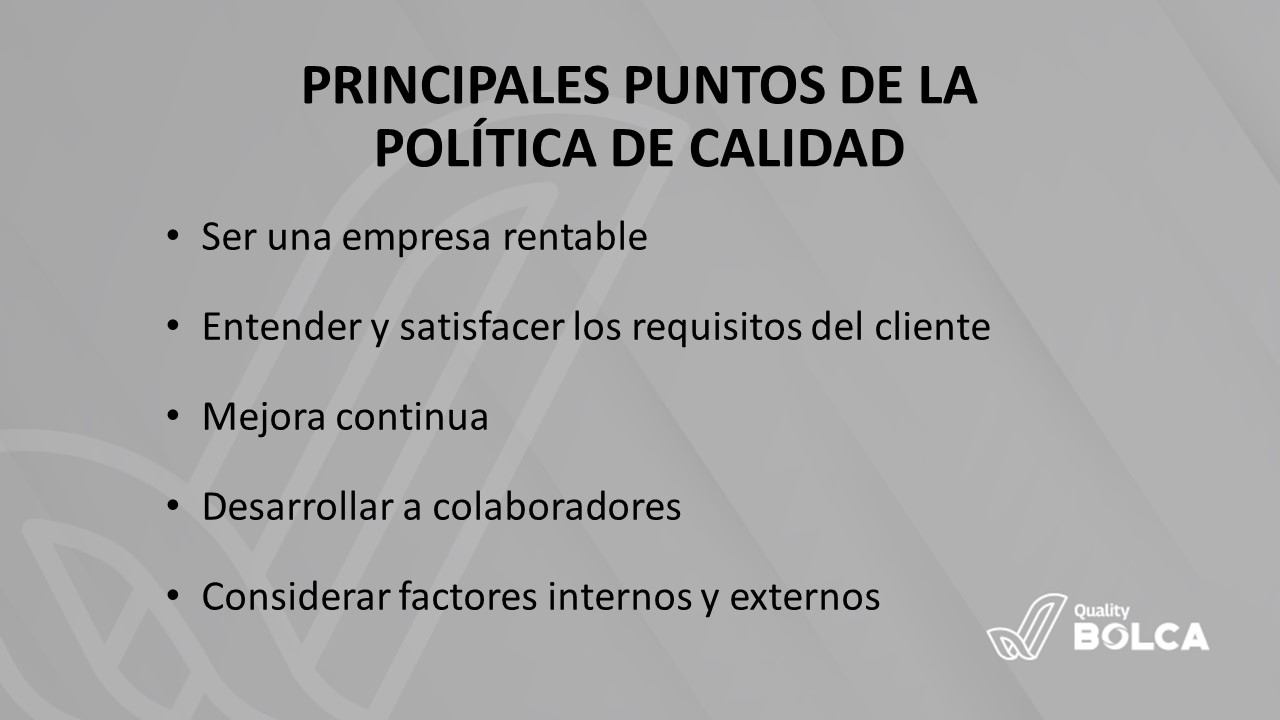 PRINCIPALES PUNTOS DE LA
POLÍTICA DE CALIDAD
• Ser una empresa rentable
• Entender y satisfacer los requisitos del cliente
• Mejora continua
• Desarrollar a colaboradores
• Considerar factores internos y externos
Quality
BOLCA